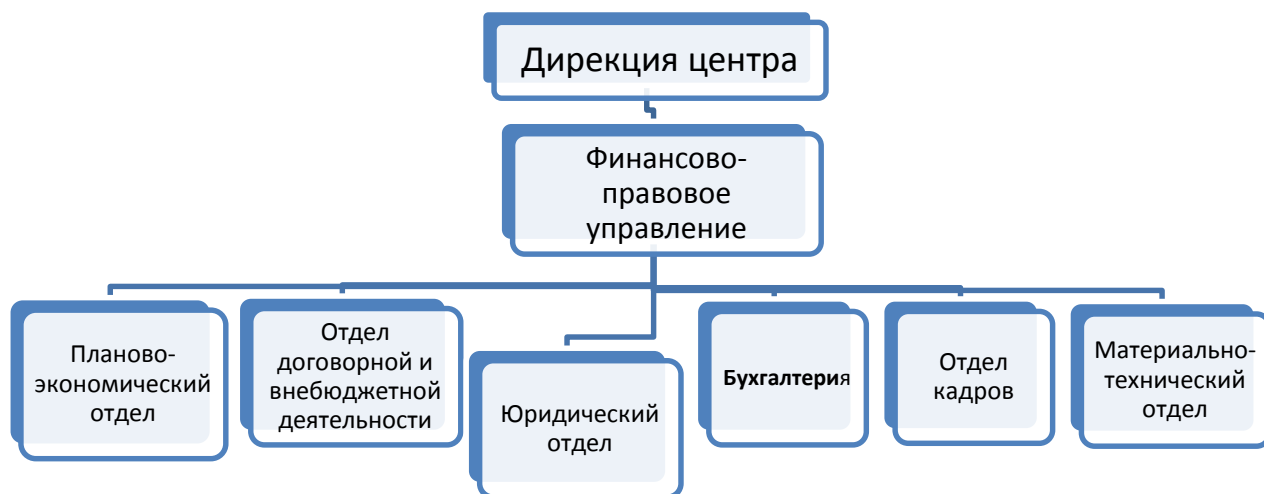 Дирекция центра
Финансово-
правовое
управление
Планово-
экономический
отдел
Отдел
договорной и
внебюджетной
деятельности
Юридический
отдел
Бухгалтерия
Отдел
кадров
Материально-
технический
отдел